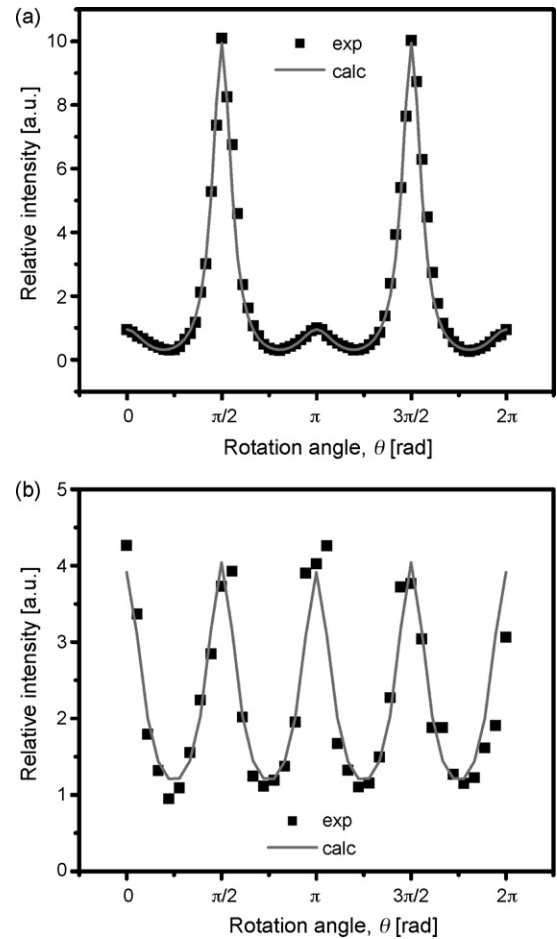 (a)
10
8
6
4
2
0
Relative intensity [a.u.]
exp
calc
0 π/2 π 3π/2 2π
Rotation angle, θ [rad]
(b)
5
4
3
2
1
0
Relative intensity [a.u.]
exp
calc
0 π/2 π 3π/2 2π
Rotation angle, θ [rad]